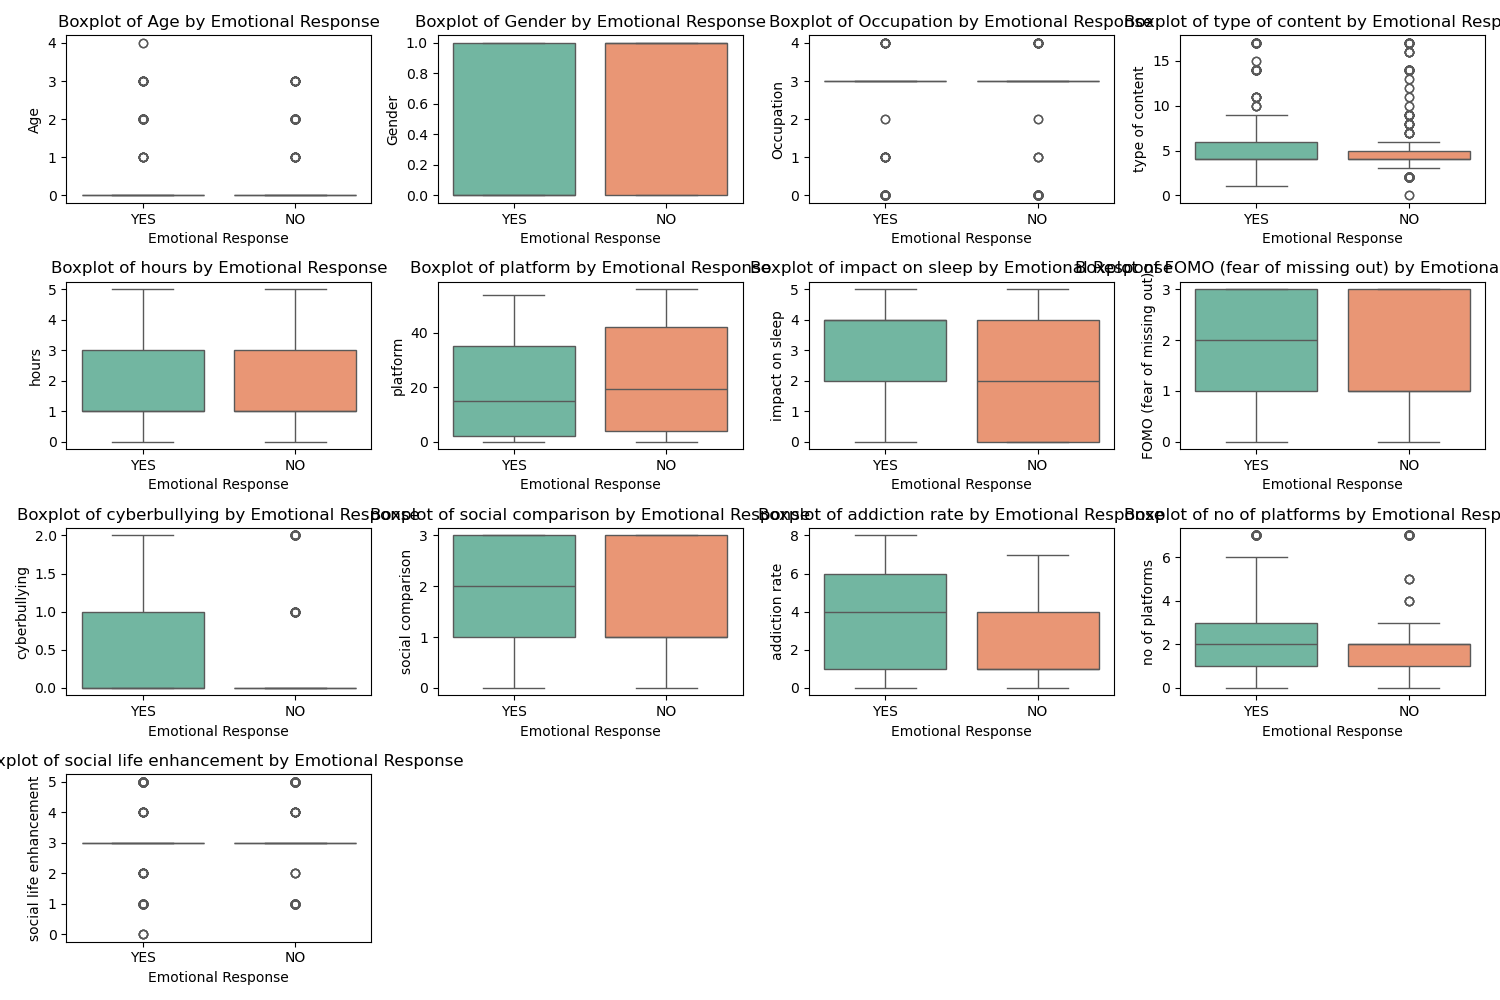 Boxplot of Age by Emotional Response
4
3
2
1
0
Age
YES NO
Emotional Response
Boxplot of Gender by Emotional Response
1.0
0.8
0.6
0.4
0.2
0.0
Gender
YES NO
Emotional Response
Boxplot of Occupation by Emotional Response
4
3
2
1
0
Occupation
YES NO
Emotional Response
Boxplot of type of content by Emotional Resp
15
10
5
0
type of content
YES NO
Emotional Response
Boxplot of hours by Emotional Response
5
4
3
2
1
0
hours
YES NO
Emotional Response
Boxplot of platform by Emotional Response
40
20
0
platform
YES NO
Emotional Response
Boxplot of impact on sleep by Emotional Response
5
4
3
2
1
0
impact on sleep
YES NO
Emotional Response
Boxplot of FOMO (fear of missing out) by Emotiona
3
2
1
0
FOMO (fear of missing out)
YES NO
Emotional Response
Boxplot of cyberbullying by Emotional Response
2.0
1.5
1.0
0.5
0.0
cyberbullying
YES NO
Emotional Response
Boxplot of social comparison by Emotional Response
3
2
1
0
social comparison
YES NO
Emotional Response
Boxplot of addiction rate by Emotional Response
8
6
4
2
0
addiction rate
YES NO
Emotional Response
Boxplot of no of platforms by Emotional Resp
6
4
2
0
no of platforms
YES NO
Emotional Response
xplot of social life enhancement by Emotional Response
5
4
3
2
1
0
social life enhancement
YES NO
Emotional Response